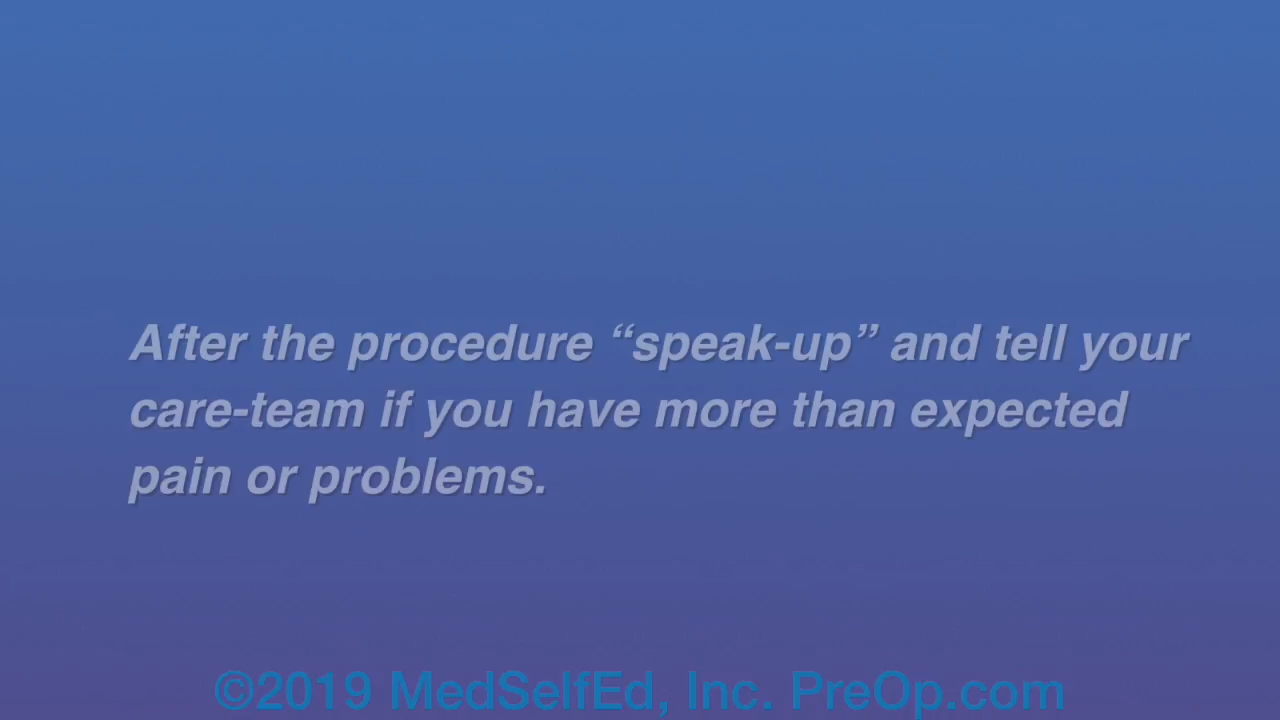 After the procedure “speak-up” and tell your
care-team if you have more than expected
pain or problems.
©2019 MedSelfEd, Inc. PreOp.com